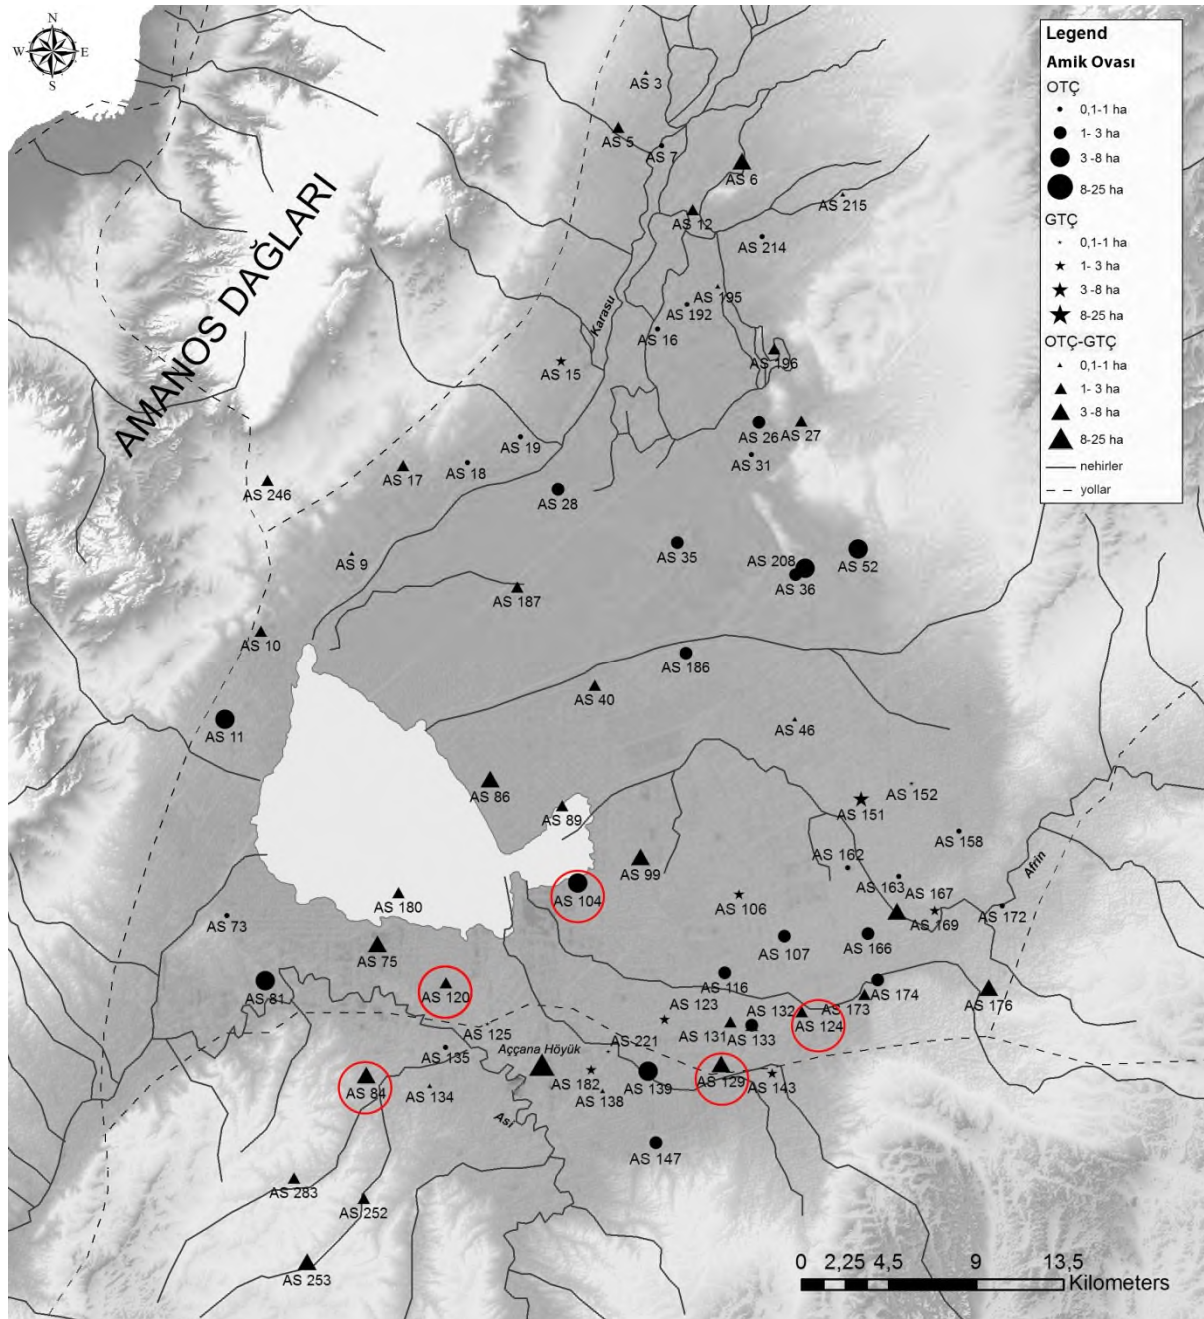 N
W E
S
AMANOS DAĞLARI
Legend
Amik Ovası
OTÇ
0,1-1 ha
1- 3 ha
3 -8 ha
8-25 ha
GTÇ
0,1-1 ha
1- 3 ha
3 -8 ha
8-25 ha
OTÇ-GTÇ
0,1-1 ha
1- 3 ha
3 -8 ha
8-25 ha
nehirler
yollar
AS 3
AS 5
AS 7
AS 6
AS 215
AS 12
AS 214
AS 195
AS 192
Karasu
AS 16
AS 196
AS 15
AS 19
AS 26
AS 27
AS 31
AS 18
AS 17
AS 246
AS 28
AS 9
AS 35
AS 208
AS 52
AS 36
AS 187
AS 10
AS 186
AS 40
AS 11
AS 46
AS 86
AS 89
AS 151
AS 152
AS 158
AS 99
AS 162
Afrin
AS 104
AS 163
AS 167
AS 180
AS 106
AS 169
AS 172
AS 73
AS 107
AS 166
AS 75
AS 81
AS 116
AS 174
AS 176
AS 120
AS 123
AS 132
AS 173
AS 124
AS 125
AS 131
AS 133
AS 135
Aççana Höyük
AS 221
AS 84
AS 134
AS 182
AS 139
AS 129
AS 143
AS 138
Asi
AS 147
AS 283
AS 252
AS 253
0 2,25 4,5 9 13,5
Kilometers